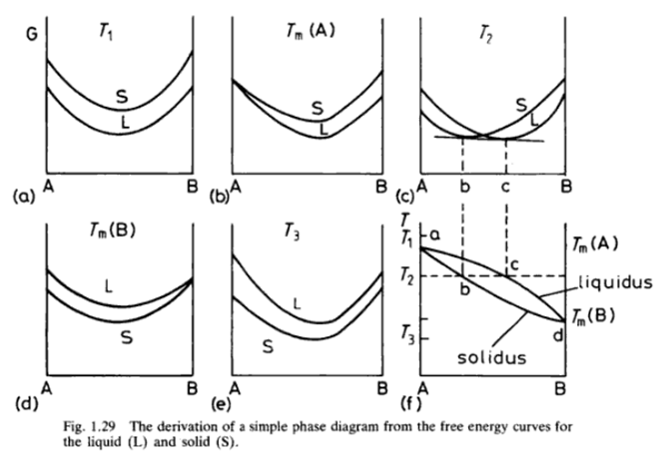 G
T1
S
L
(a) A B
Tm(A)
S
L
(b) A B
T2
S
L
(c) A b c B
Tm(B)
L
S
(d) A B
T3
L
S
(e) A B
T
T1 a Tm(A)
T2 b c liquidus
T3 d Tm(B)
solidus
(f) A B
Fig. 1.29 The derivation of a simple phase diagram from the free energy curves for
the liquid (L) and solid (S).